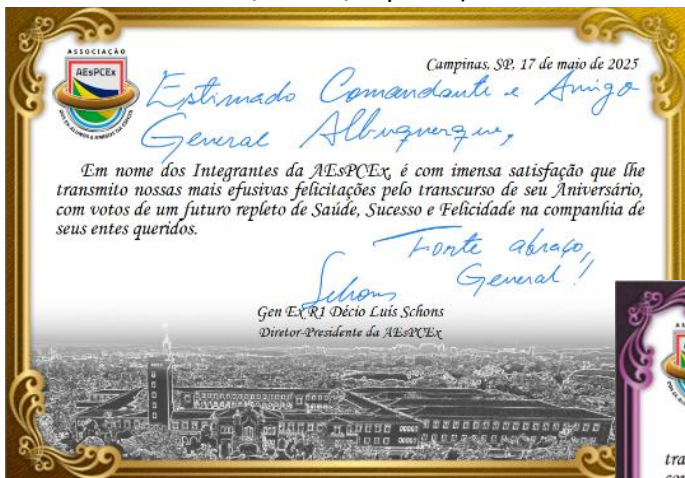 ASSOCIAÇÃO
AEsPCEx
Campinas, SP, 17 de maio de 2025
Estimado Comandante e Amigo
General Albuquerque,
Em nome dos Integrantes da AEsPCEx, é com imensa satisfação que lhe
transmito nossas mais efusivas felicitações pelo transcurso de seu Aniversário,
com votos de um futuro repleto de Saúde, Sucesso e Felicidade na companhia de
seus entes queridos.
Forte abraço,
General!
Schons
Gen Ex R1 Décio Luís Schons
Diretor-Presidente da AEsPCEx